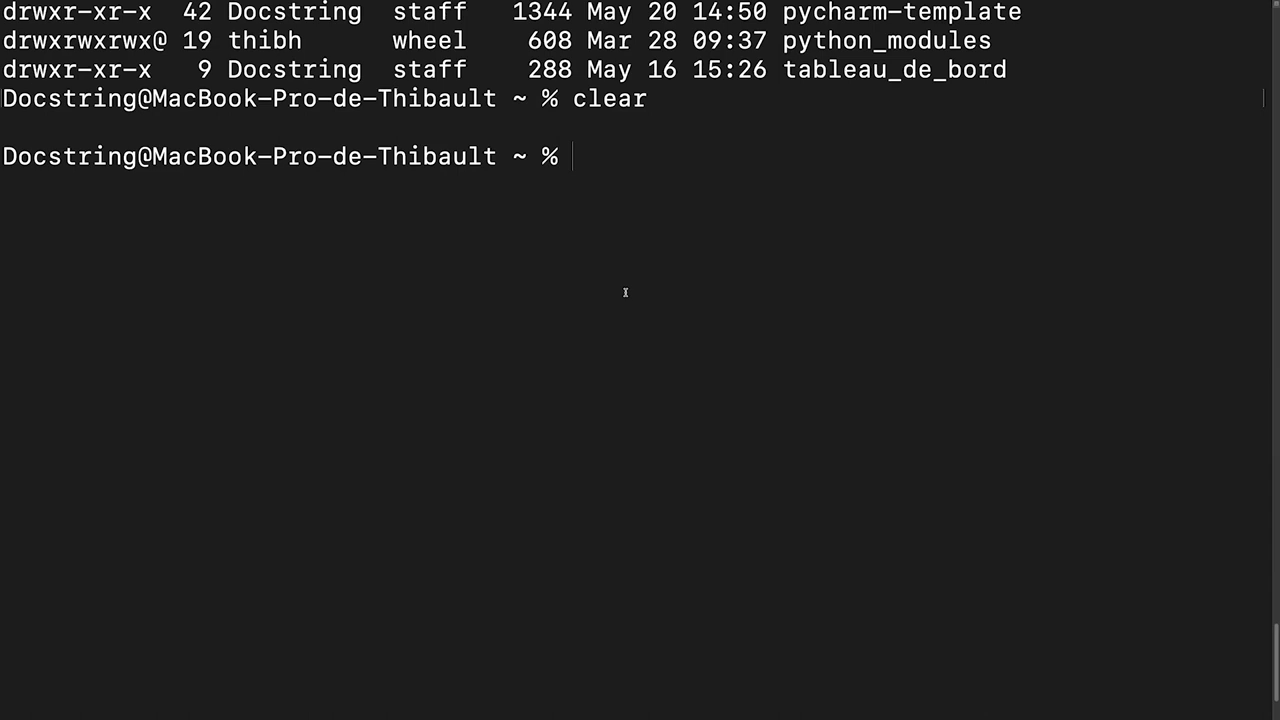 drwxr-xr-x  42 Docstring  staff   1344 May 20 14:50 pycharm-template
drwxrwxrwx@ 19 thibh      wheel    608 Mar 28 09:37 python_modules
drwxr-xr-x   9 Docstring  staff    288 May 16 15:26 tableau_de_bord
Docstring@MacBook-Pro-de-Thibault ~ % clear
Docstring@MacBook-Pro-de-Thibault ~ %